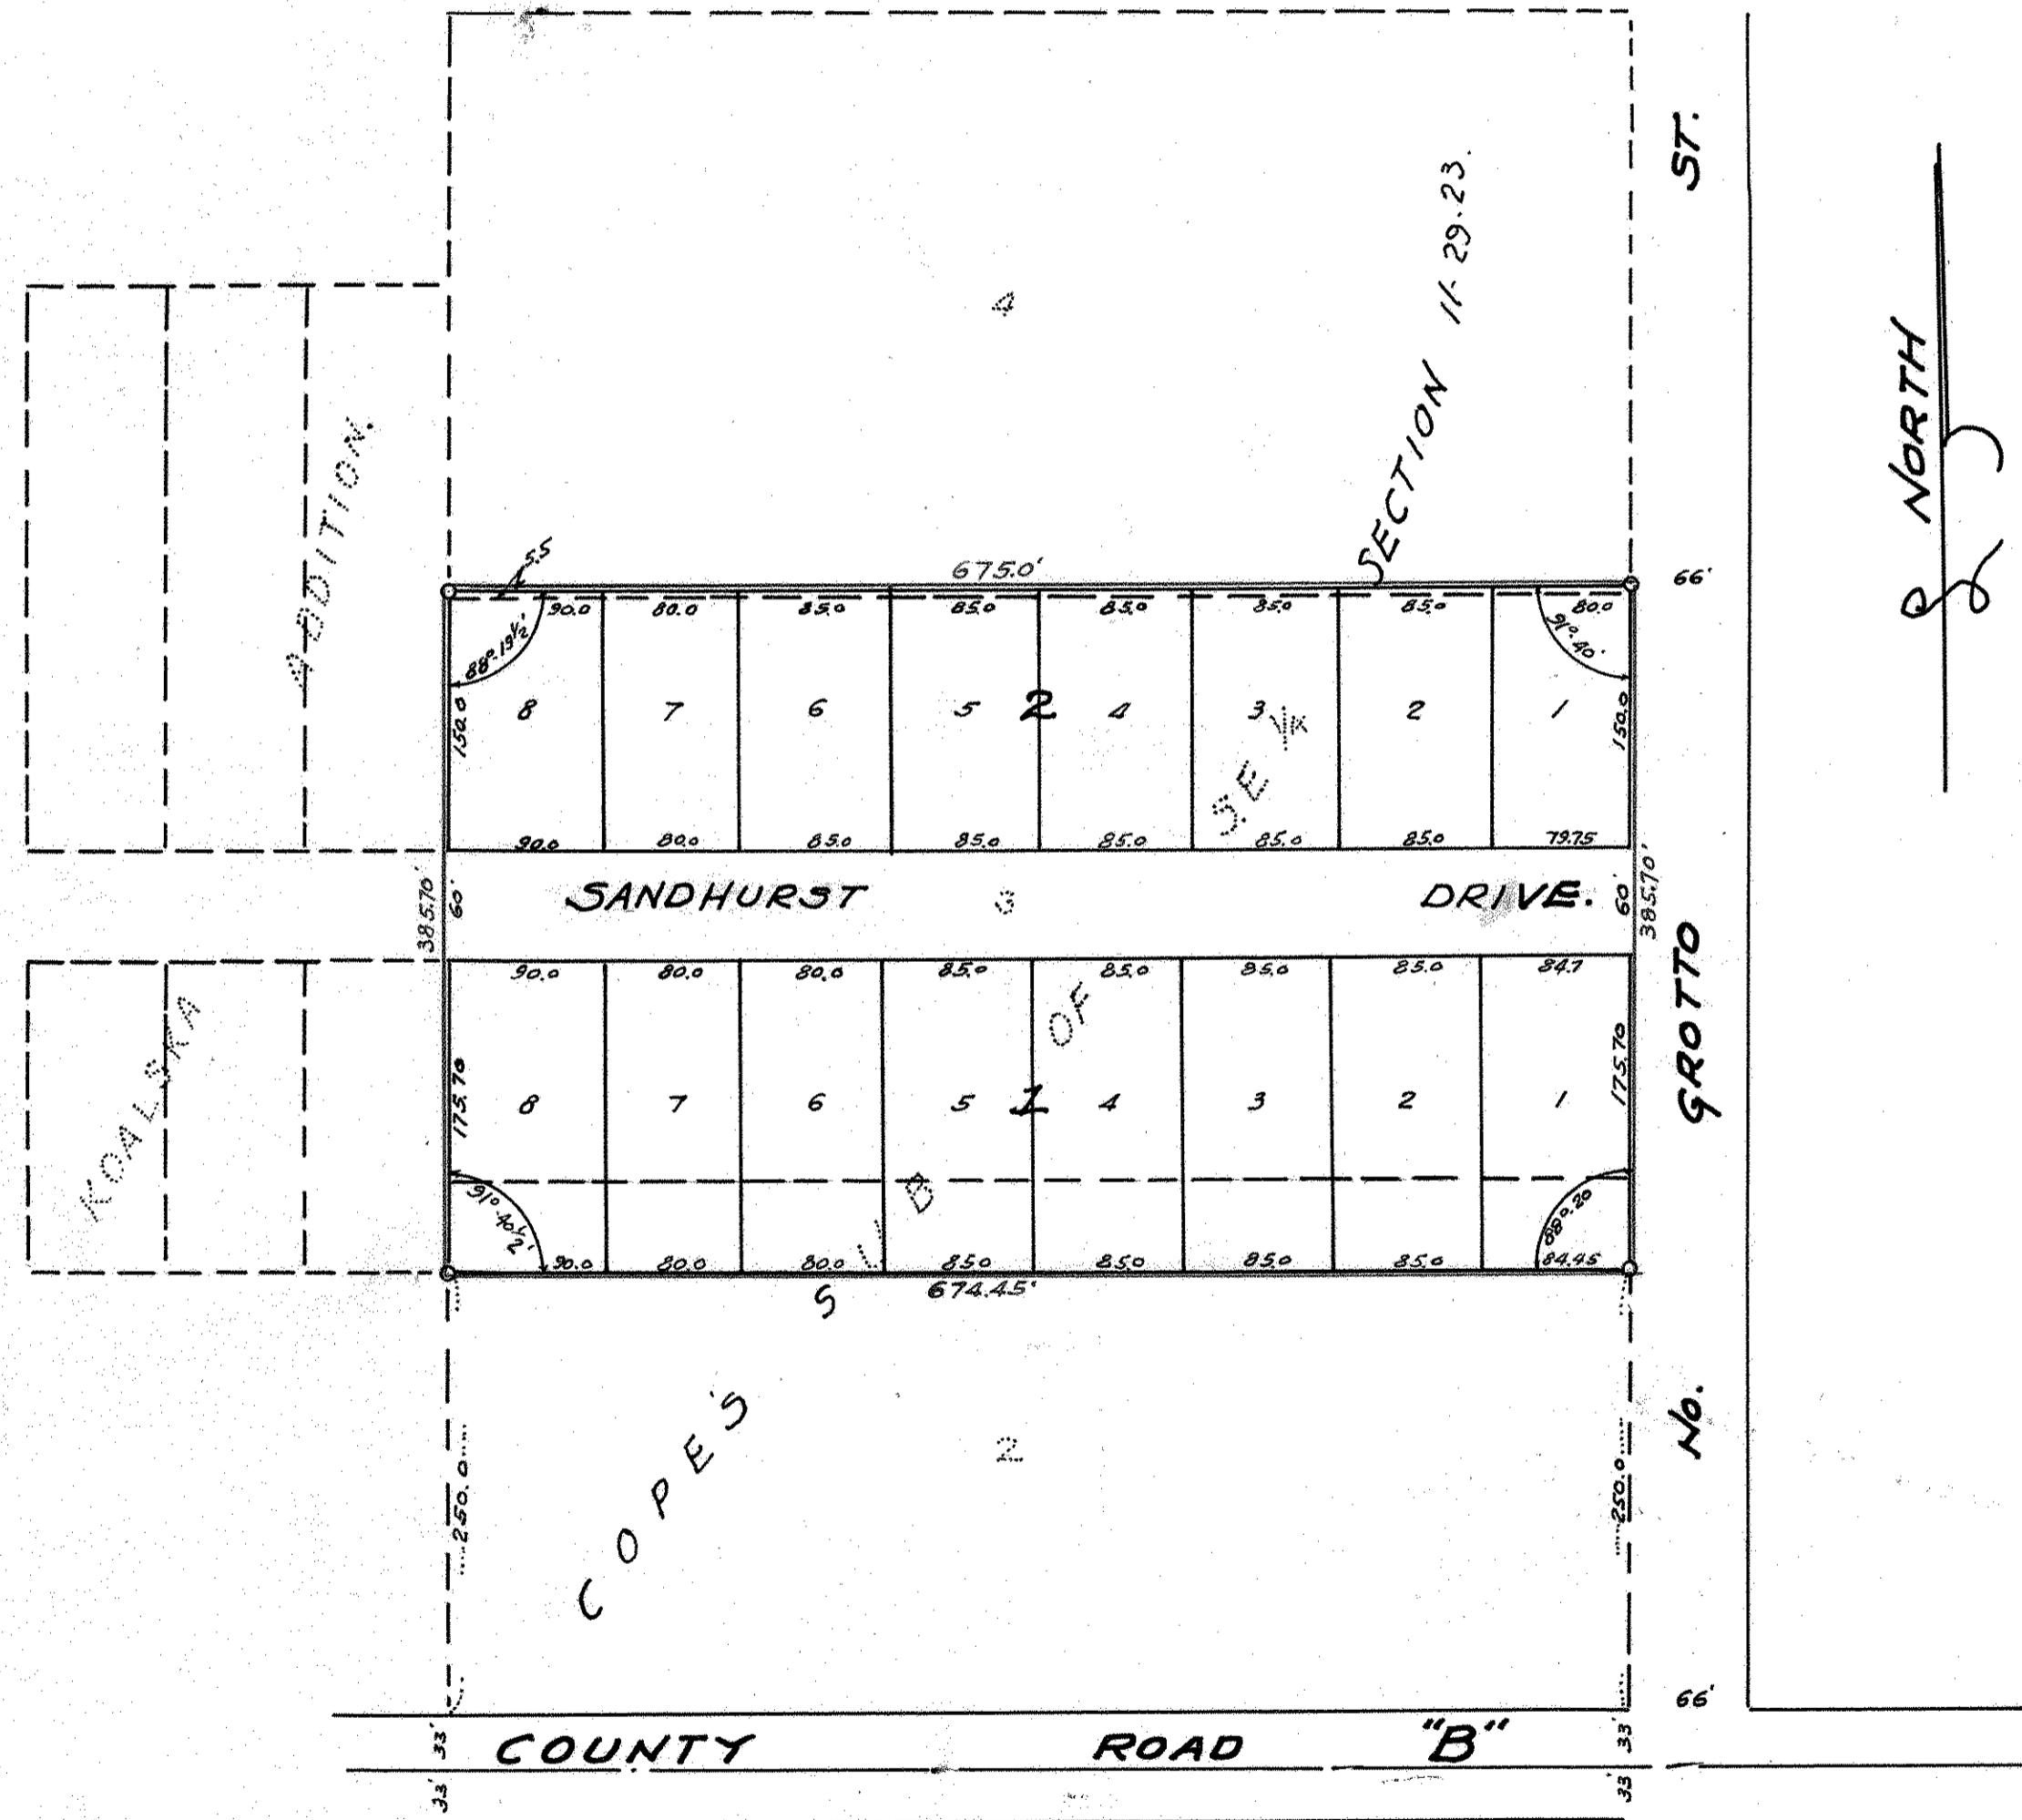 ST.
SECTION 11-29-23.
NORTH
4
ADDITION.
5.5
675.0'
66'
90.0 80.0 85.0 85.0 85.0 85.0 85.0 80.0
88°-19½'
91°-40'
150.0
8 7 6 5 2 4 3 2 1
150.0
S.E ¼
90.0 80.0 85.0 85.0 85.0 85.0 85.0 79.75
385.70'
60'
SANDHURST DRIVE.
3
60'
385.70'
90.0 80.0 80.0 85.0 85.0 85.0 85.0 84.7
GROTTO
KOALSKA
OF
175.70
8 7 6 5 1 4 3 2 1
175.70
91°-40½'
88°-20
90.0 80.0 80.0 85.0 85.0 85.0 85.0 84.45
674.45'
COPE'S
SUB
2
No.
250.0
250.0
66'
33'
COUNTY ROAD "B"
33'
33'
33'